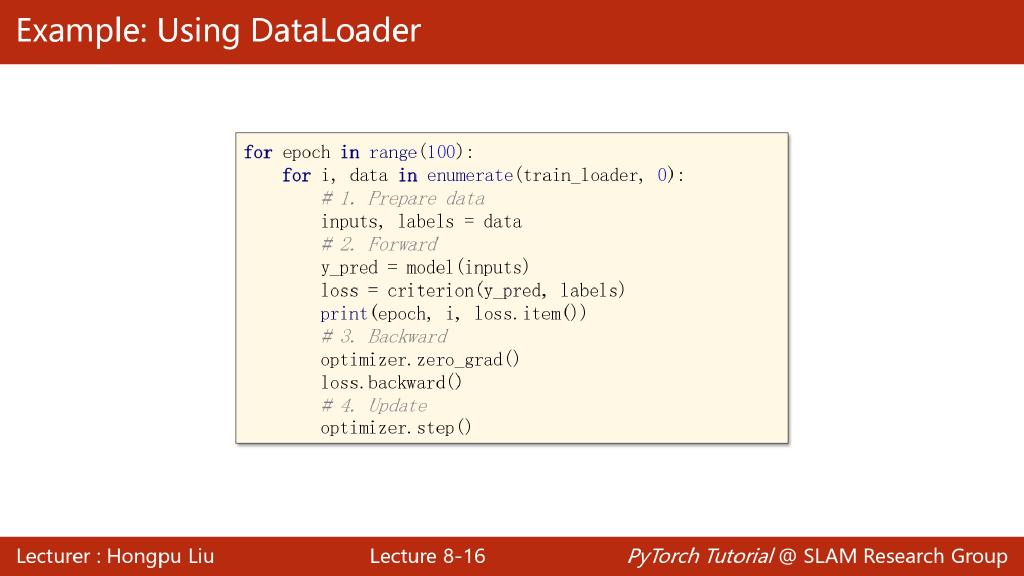 Example: Using DataLoader
for epoch in range(100):
    for i, data in enumerate(train_loader, 0):
        # 1. Prepare data
        inputs, labels = data
        # 2. Forward
        y_pred = model(inputs)
        loss = criterion(y_pred, labels)
        print(epoch, i, loss.item())
        # 3. Backward
        optimizer.zero_grad()
        loss.backward()
        # 4. Update
        optimizer.step()
Lecturer : Hongpu Liu
Lecture 8-16
PyTorch Tutorial @ SLAM Research Group